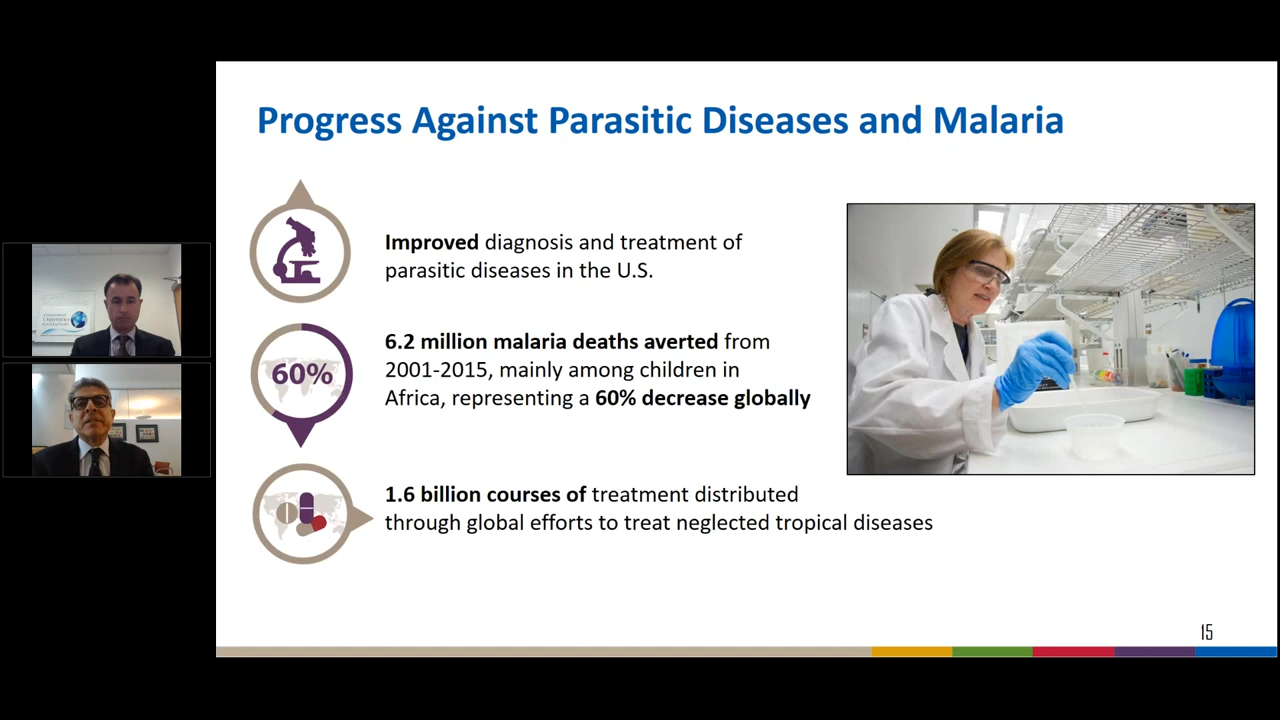 Progress Against Parasitic Diseases and Malaria
Improved diagnosis and treatment of
parasitic diseases in the U.S.
60%
6.2 million malaria deaths averted from
2001-2015, mainly among children in
Africa, representing a 60% decrease globally
1.6 billion courses of treatment distributed
through global efforts to treat neglected tropical diseases
15